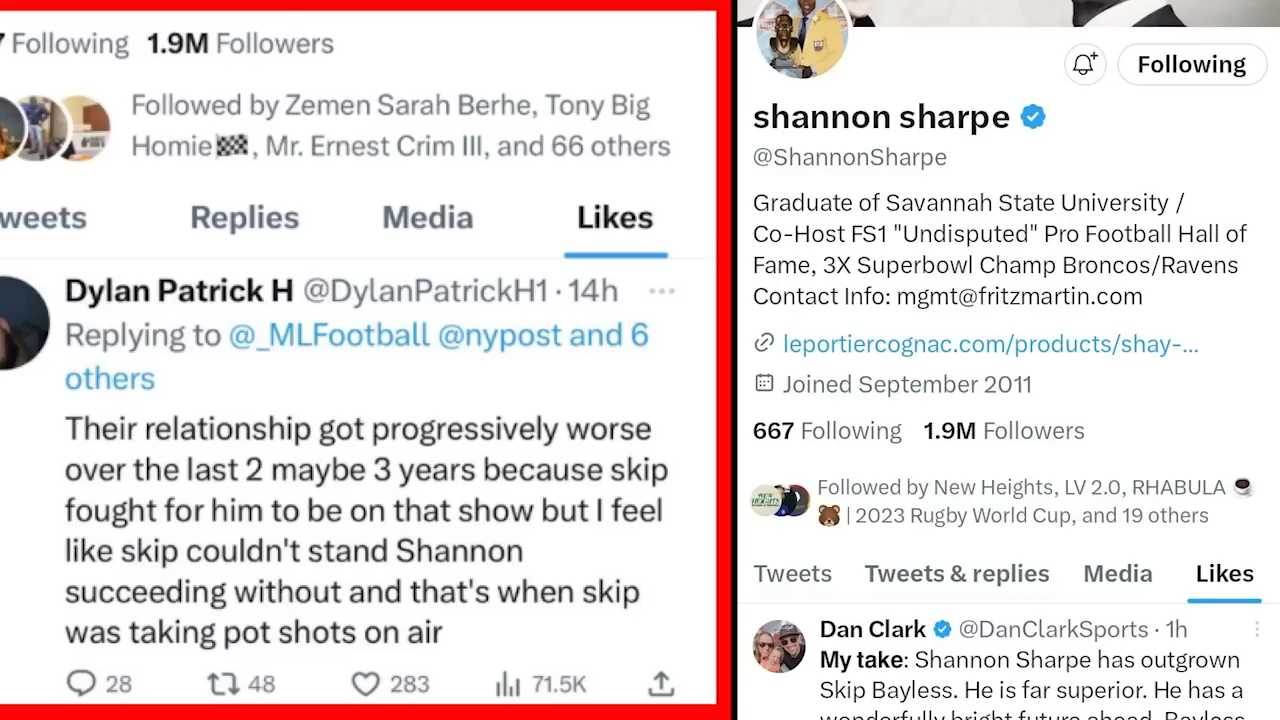 7 Following 1.9M Followers
Followed by Zemen Sarah Berhe, Tony Big
Homie🏁, Mr. Ernest Crim III, and 66 others
weets Replies Media Likes
Dylan Patrick H @DylanPatrickH1 · 14h
Replying to @_MLFootball @nypost and 6
others
Their relationship got progressively worse
over the last 2 maybe 3 years because skip
fought for him to be on that show but I feel
like skip couldn't stand Shannon
succeeding without and that's when skip
was taking pot shots on air
28 48 283 71.5K
Following
shannon sharpe
@ShannonSharpe
Graduate of Savannah State University /
Co-Host FS1 "Undisputed" Pro Football Hall of
Fame, 3X Superbowl Champ Broncos/Ravens
Contact Info: mgmt@fritzmartin.com
leportiercognac.com/products/shay-...
Joined September 2011
667 Following 1.9M Followers
Followed by New Heights, LV 2.0, RHABULA ☕
🐻 | 2023 Rugby World Cup, and 19 others
Tweets Tweets & replies Media Likes
Dan Clark @DanClarkSports · 1h
My take: Shannon Sharpe has outgrown
Skip Bayless. He is far superior. He has a
wonderfully bright future ahead. Bayless